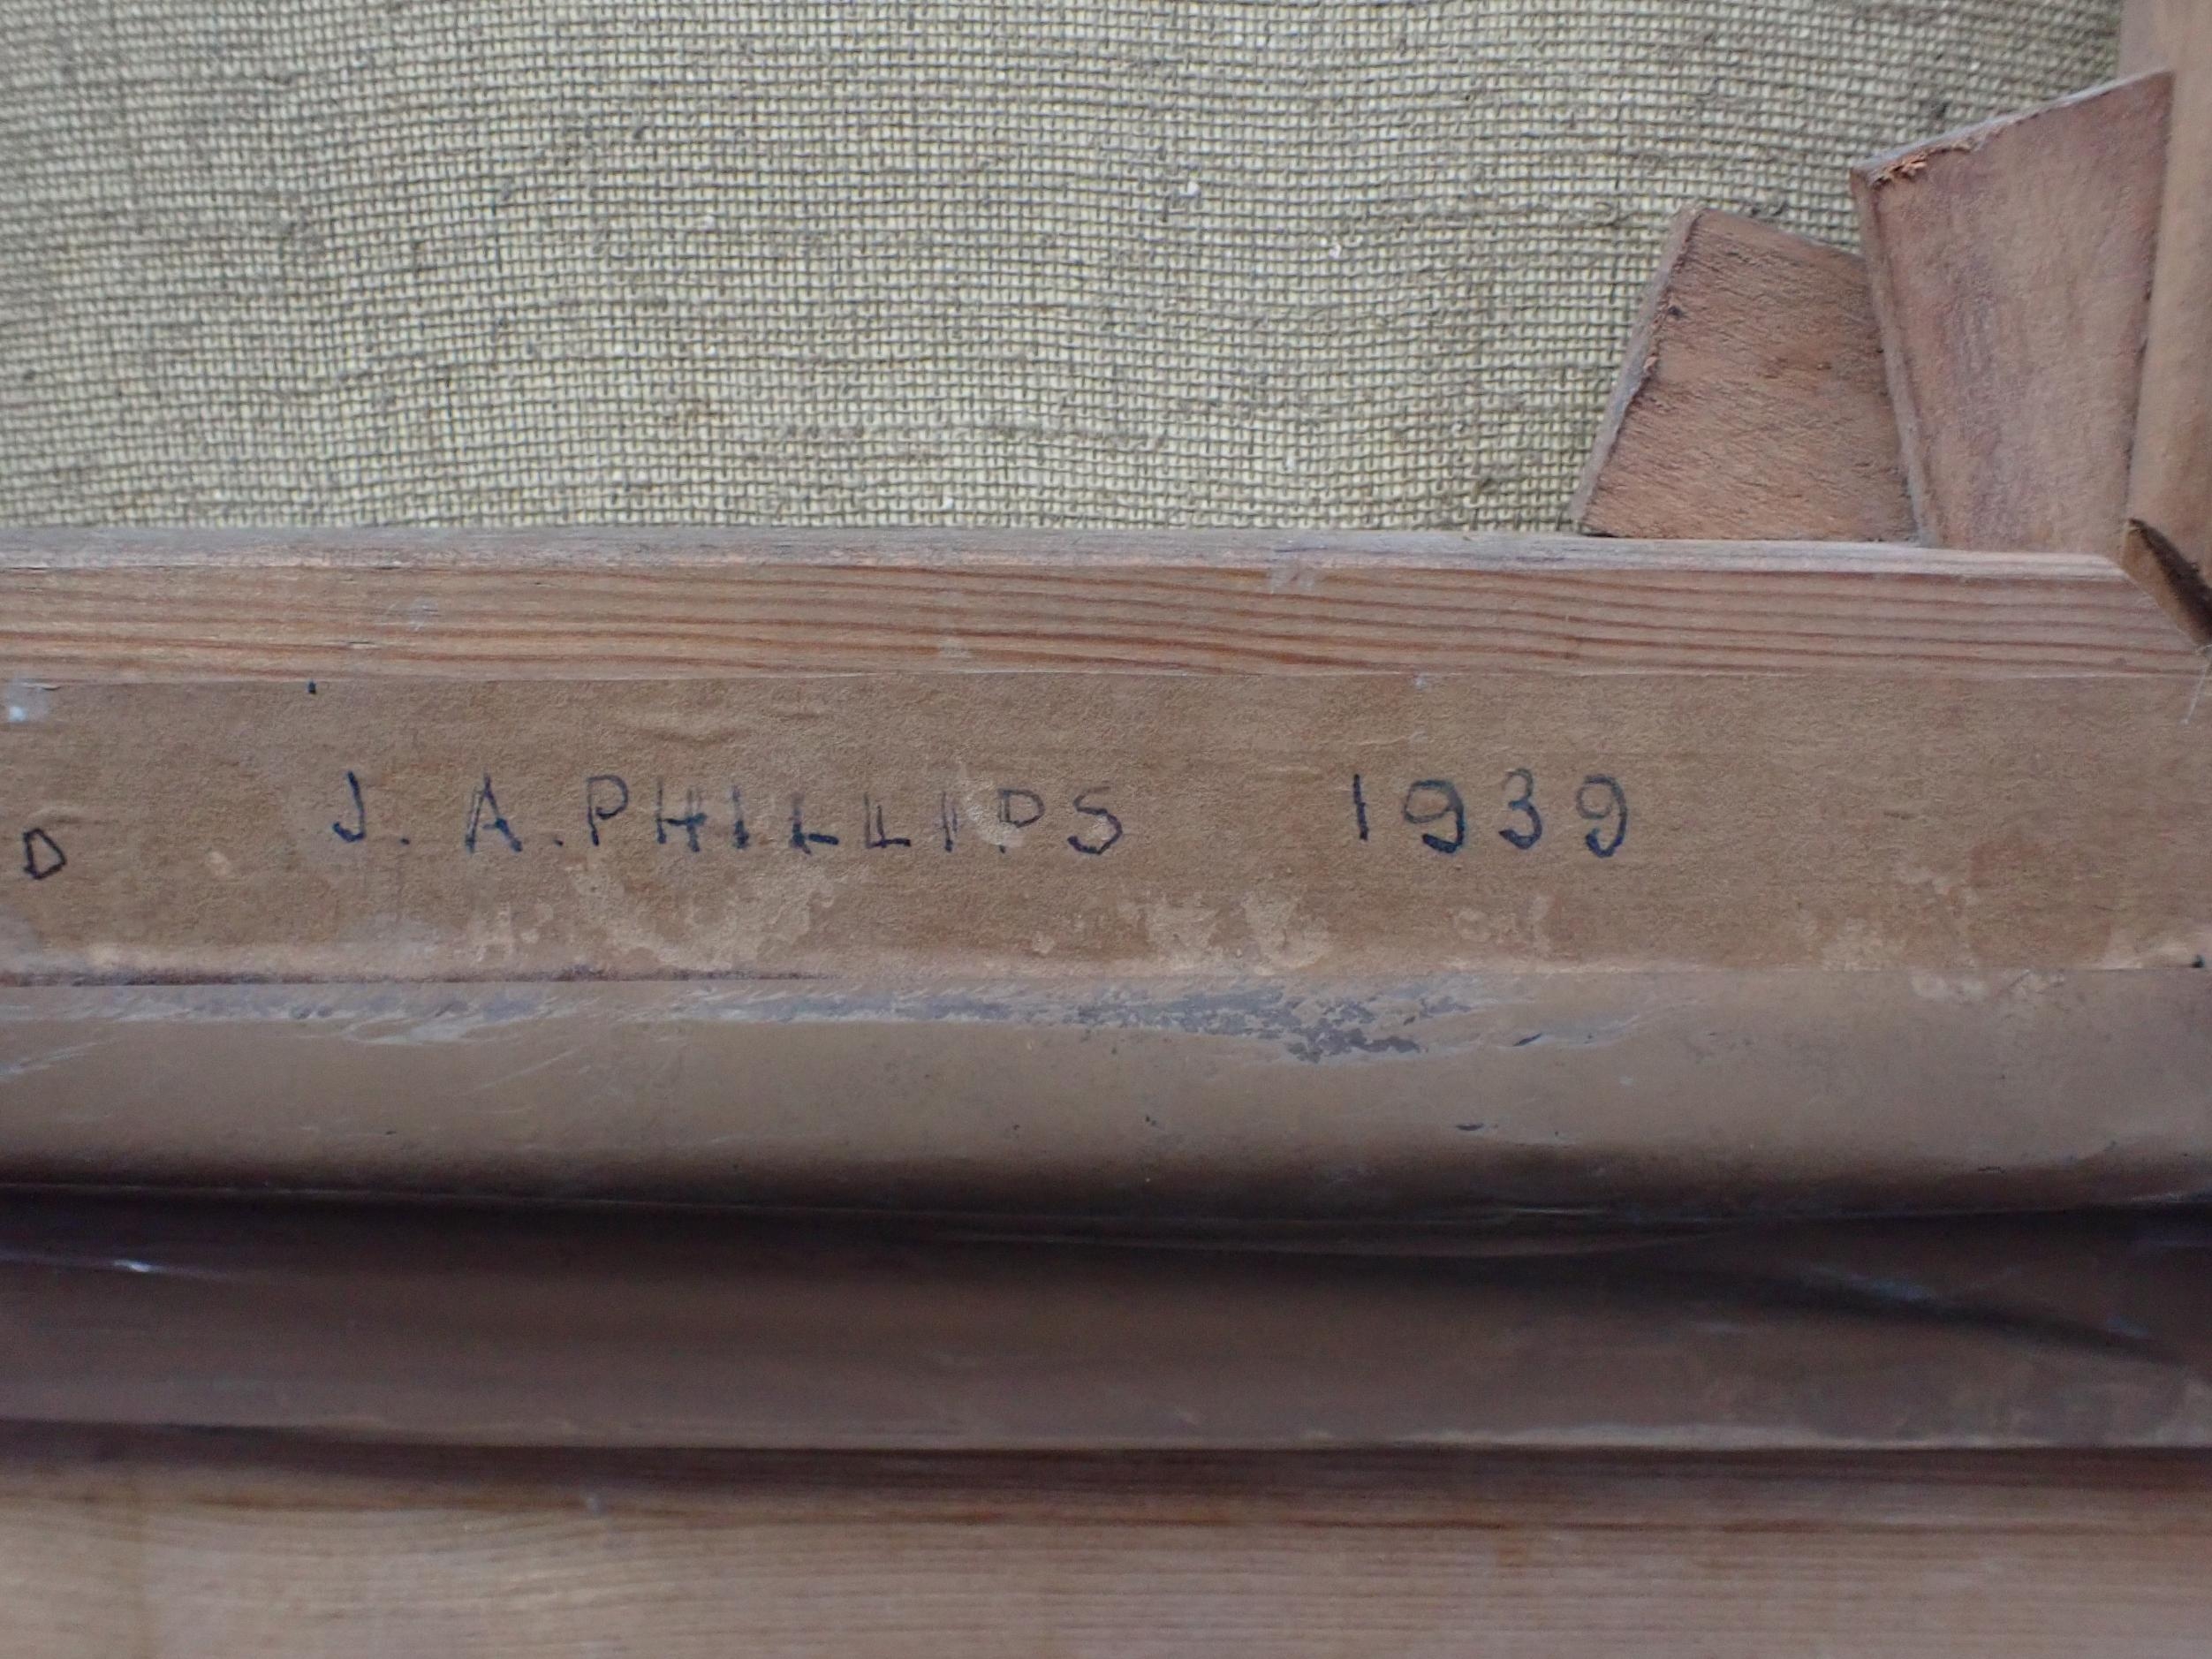 D J. A. PHILLIPS 1939